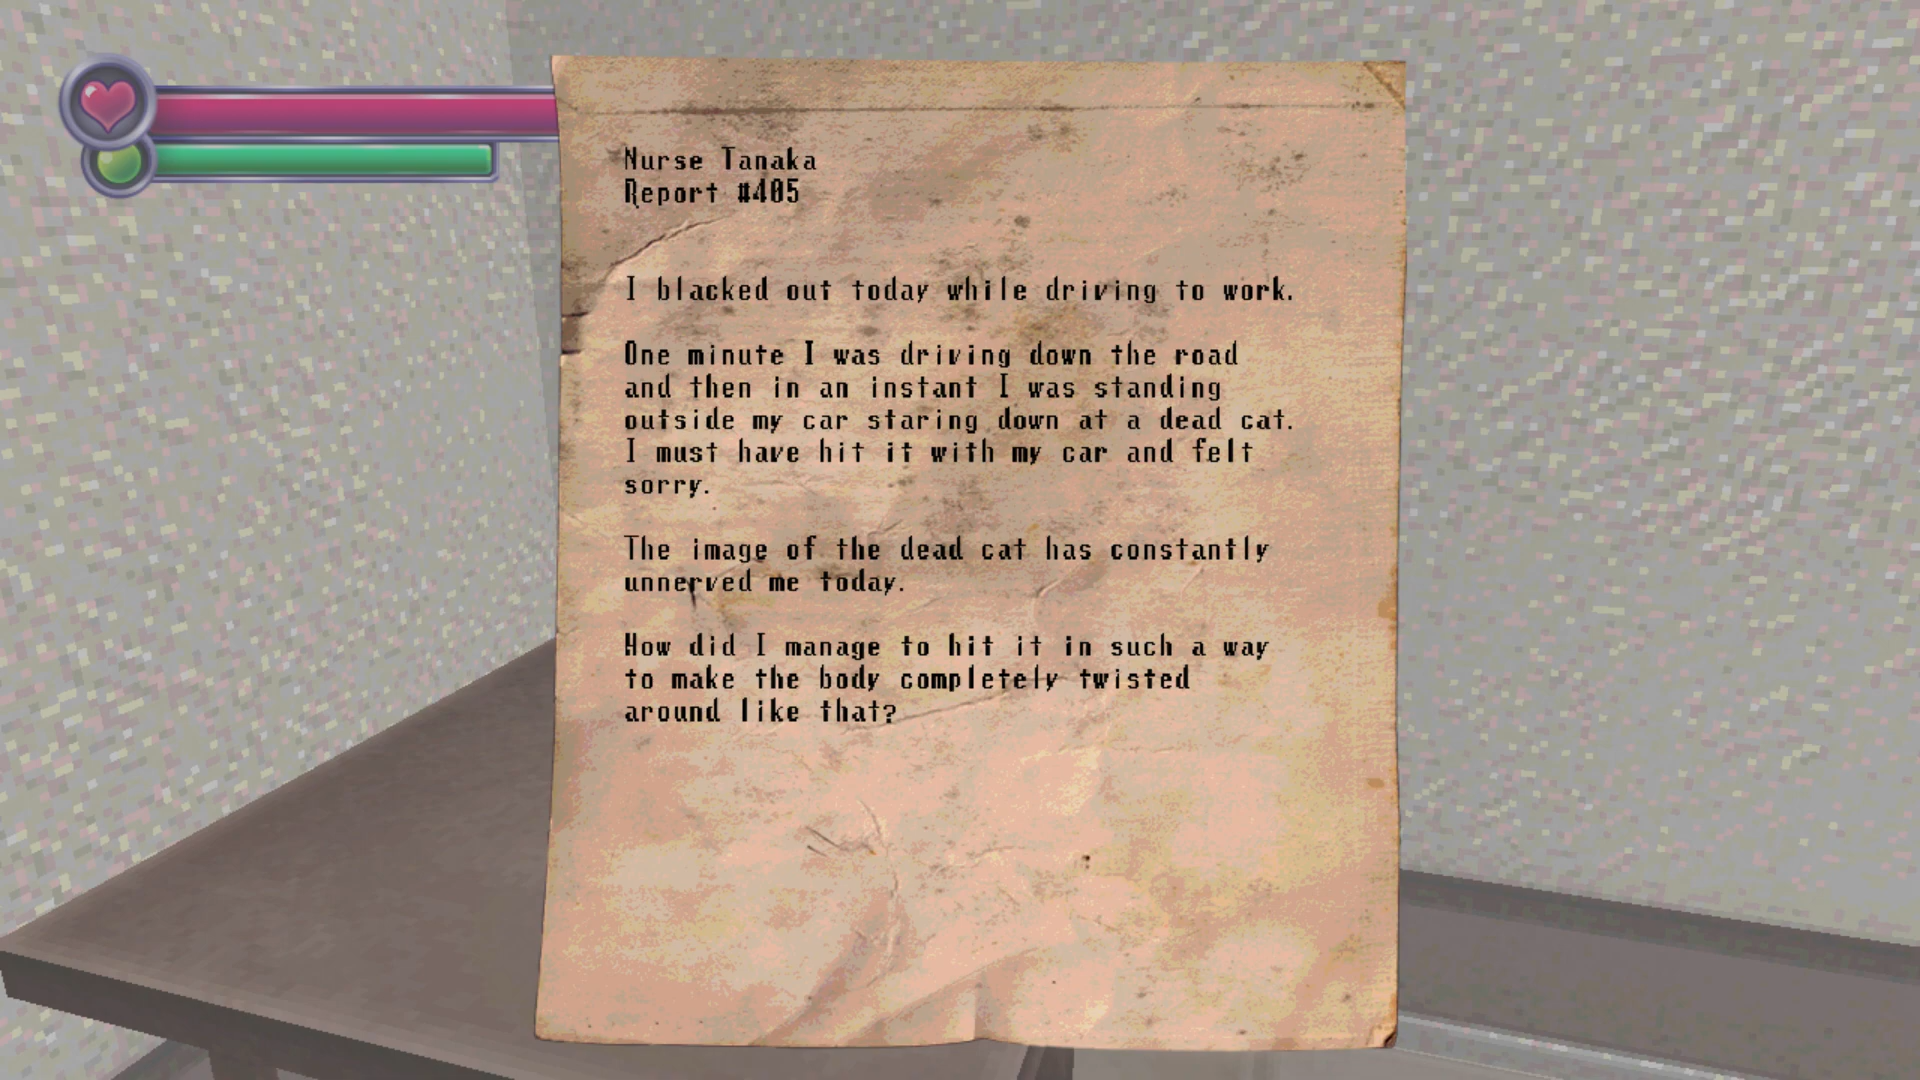 Nurse Tanaka
Report #405
I blacked out today while driving to work.
One minute I was driving down the road
and then in an instant I was standing
outside my car staring down at a dead cat.
I must have hit it with my car and felt
sorry.
The image of the dead cat has constantly
unnerved me today.
How did I manage to hit it in such a way
to make the body completely twisted
around like that?